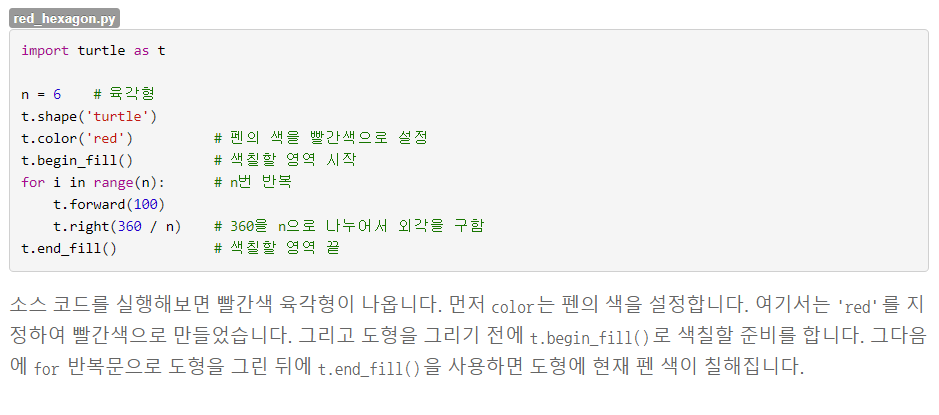 red_hexagon.py
import turtle as t
n = 6    # 육각형
t.shape('turtle')
t.color('red')          # 펜의 색을 빨간색으로 설정
t.begin_fill()          # 색칠할 영역 시작
for i in range(n):      # n번 반복
    t.forward(100)
    t.right(360 / n)    # 360을 n으로 나누어서 외각을 구함
t.end_fill()            # 색칠할 영역 끝
소스 코드를 실행해보면 빨간색 육각형이 나옵니다. 먼저 color는 펜의 색을 설정합니다. 여기서는 'red'를 지
정하여 빨간색으로 만들었습니다. 그리고 도형을 그리기 전에 t.begin_fill()로 색칠할 준비를 합니다. 그다음
에 for 반복문으로 도형을 그린 뒤에 t.end_fill()을 사용하면 도형에 현재 펜 색이 칠해집니다.